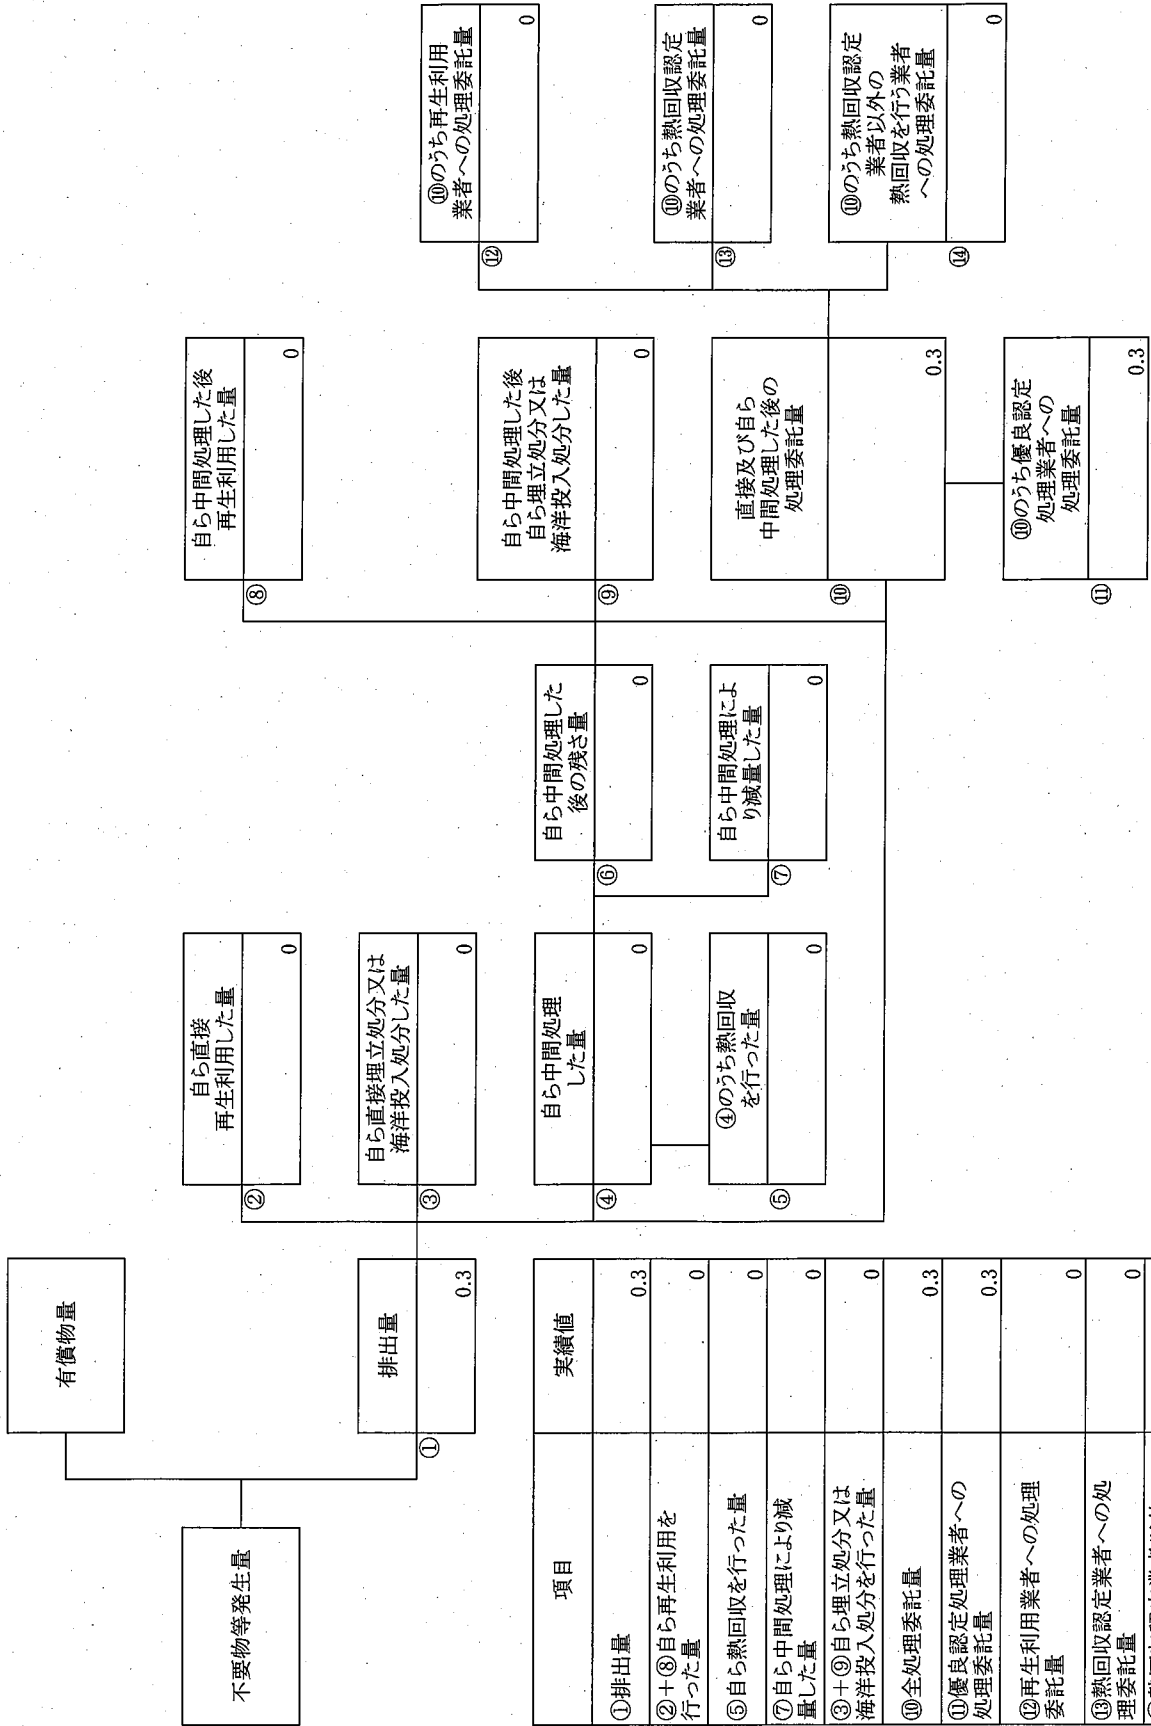 不要物等発生量
有償物量
①
排出量
0.3
②
自ら直接
再生利用した量
0
③
自ら直接埋立処分又は
海洋投入処分した量
0
④
自ら中間処理
した量
0
⑤
④のうち熱回収
を行った量
0
⑥
自ら中間処理した
後の残さ量
0
⑦
自ら中間処理によ
り減量した量
0
⑧
自ら中間処理した後
再生利用した量
0
⑨
自ら中間処理した後
自ら埋立処分又は
海洋投入処分した量
0
⑩
直接及び自ら
中間処理した後の
処理委託量
0.3
⑪
⑩のうち優良認定
処理業者への
処理委託量
0.3
⑫
⑩のうち再生利用
業者への処理委託量
0
⑬
⑩のうち熱回収認定
業者への処理委託量
0
⑭
⑩のうち熱回収認定
業者以外の
熱回収を行う業者
への処理委託量
0
項目 実績値
①排出量 0.3
②+⑧自ら再生利用を
行った量 0
⑤自ら熱回収を行った量 0
⑦自ら中間処理により減
量した量 0
③+⑨自ら埋立処分又は
海洋投入処分を行った量 0
⑩全処理委託量 0.3
⑪優良認定処理業者への
処理委託量 0.3
⑫再生利用業者への処理
委託量 0
⑬熱回収認定業者への処
理委託量 0